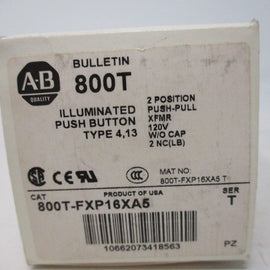 BULLETIN
800T
A-B
QUALITY
ILLUMINATED
PUSH BUTTON
TYPE 4,13
2 POSITION
PUSH-PULL
XFMR
120V
W/O CAP
2 NC(LB)
MAT NO:
800T-FXP16XA5 T
CAT
PRODUCT OF USA
SER
800T-FXP16XA5
T
10662073418563
PZ